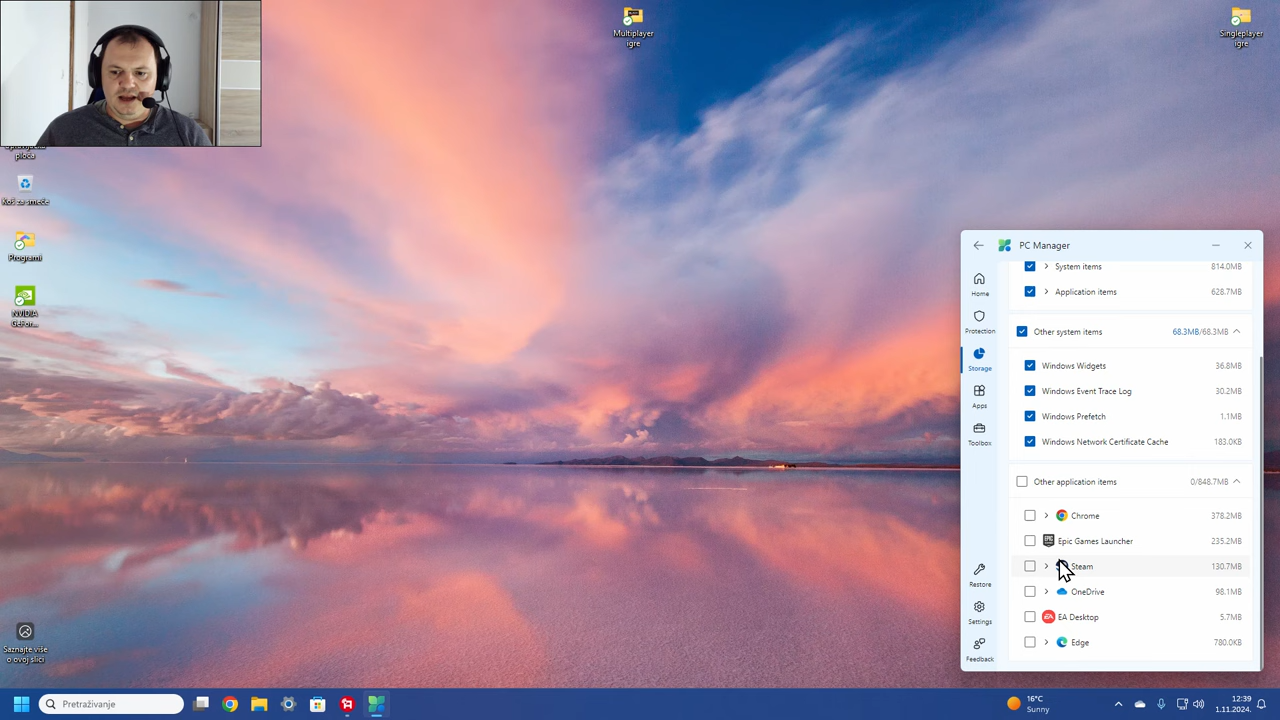 Multiplayer
igre
Singleplayer
igre
ploča
Koš za smeće
Programi
NVIDIA
GeFor...
Saznajte više
o ovoj slici
PC Manager
Home
Protection
Storage
Apps
Toolbox
Restore
Settings
Feedback
System items 814.0MB
Application items 628.7MB
Other system items 68.3MB/68.3MB
Windows Widgets 36.8MB
Windows Event Trace Log 30.2MB
Windows Prefetch 1.1MB
Windows Network Certificate Cache 183.0KB
Other application items 0/848.7MB
Chrome 378.2MB
Epic Games Launcher 235.2MB
Steam 130.7MB
OneDrive 98.1MB
EA Desktop 5.7MB
Edge 780.0KB
Pretraživanje
16°C
Sunny
12:39
1.11.2024.